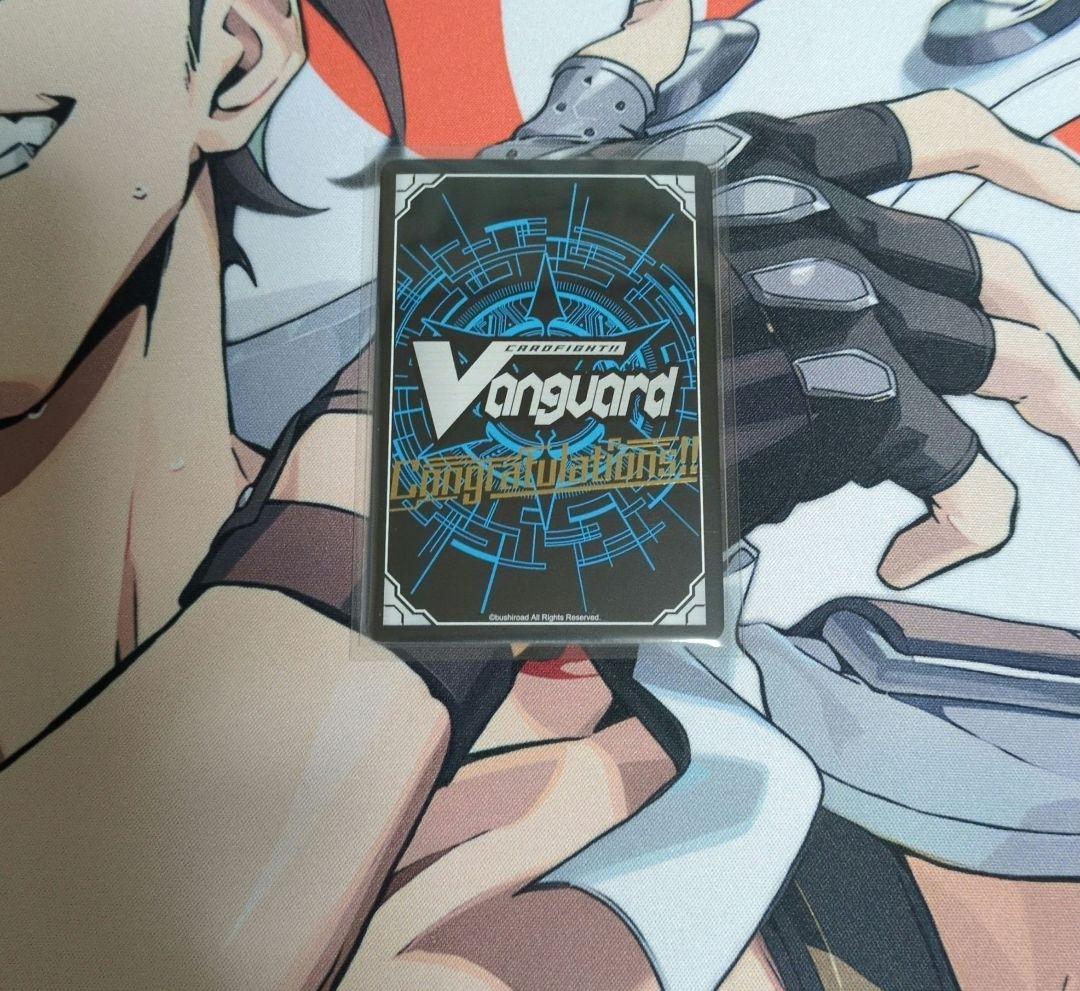 CARDFIGHT!!
Vanguard
Congratulations!!
©bushiroad All Rights Reserved.